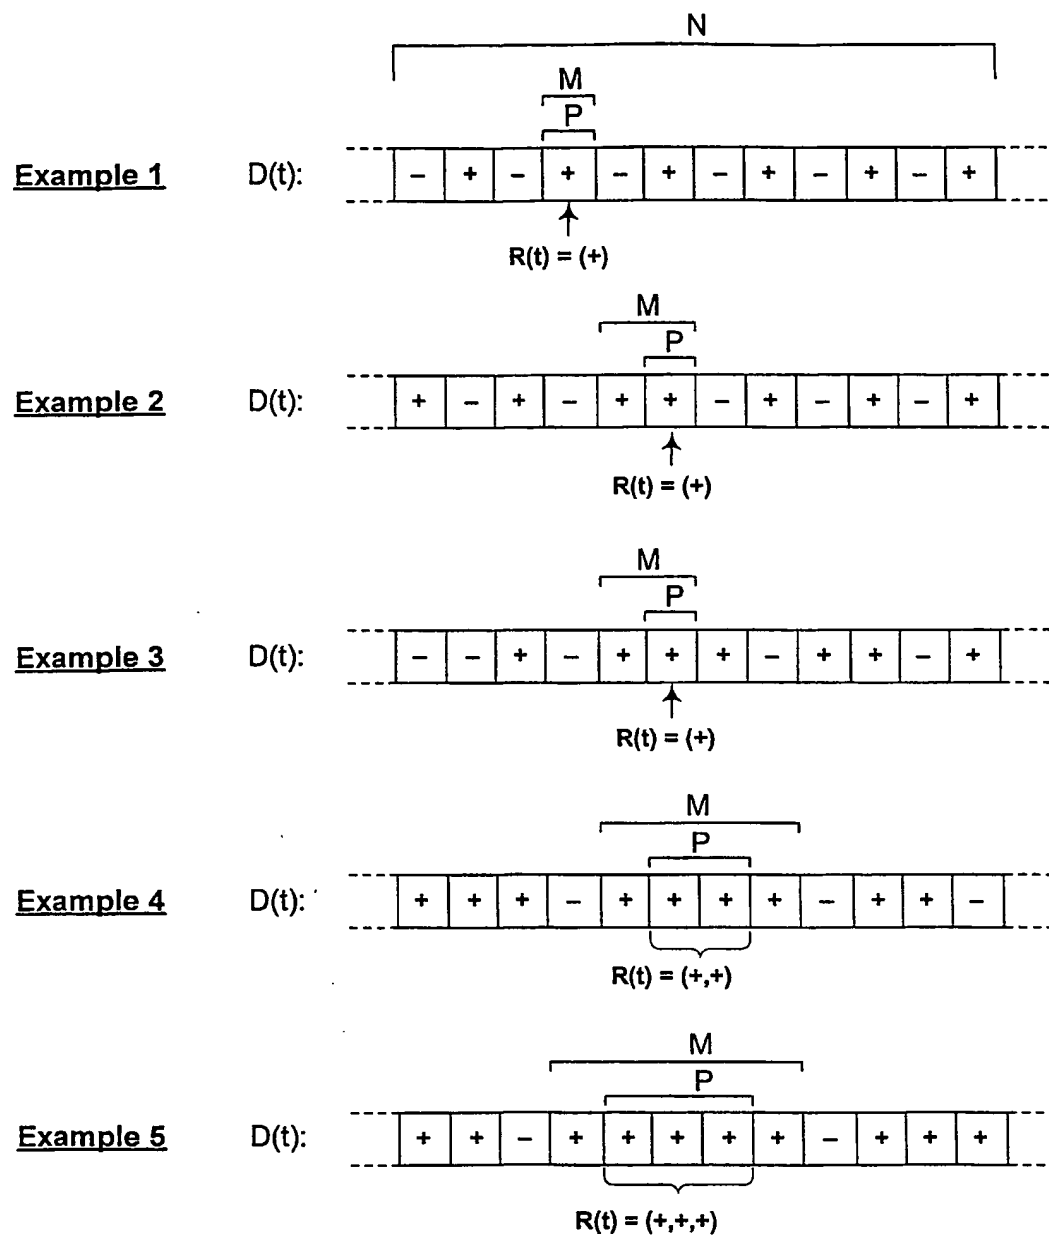 N
M
P
Example 1 D(t): – + – + – + – + – + – +
R(t) = (+)
M
P
Example 2 D(t): + – + – + + – + – + – +
R(t) = (+)
M
P
Example 3 D(t): – – + – + + + – + + – +
R(t) = (+)
M
P
Example 4 D(t): + + + – + + + + – + + –
R(t) = (+,+)
M
P
Example 5 D(t): + + – + + + + + – + + +
R(t) = (+,+,+)